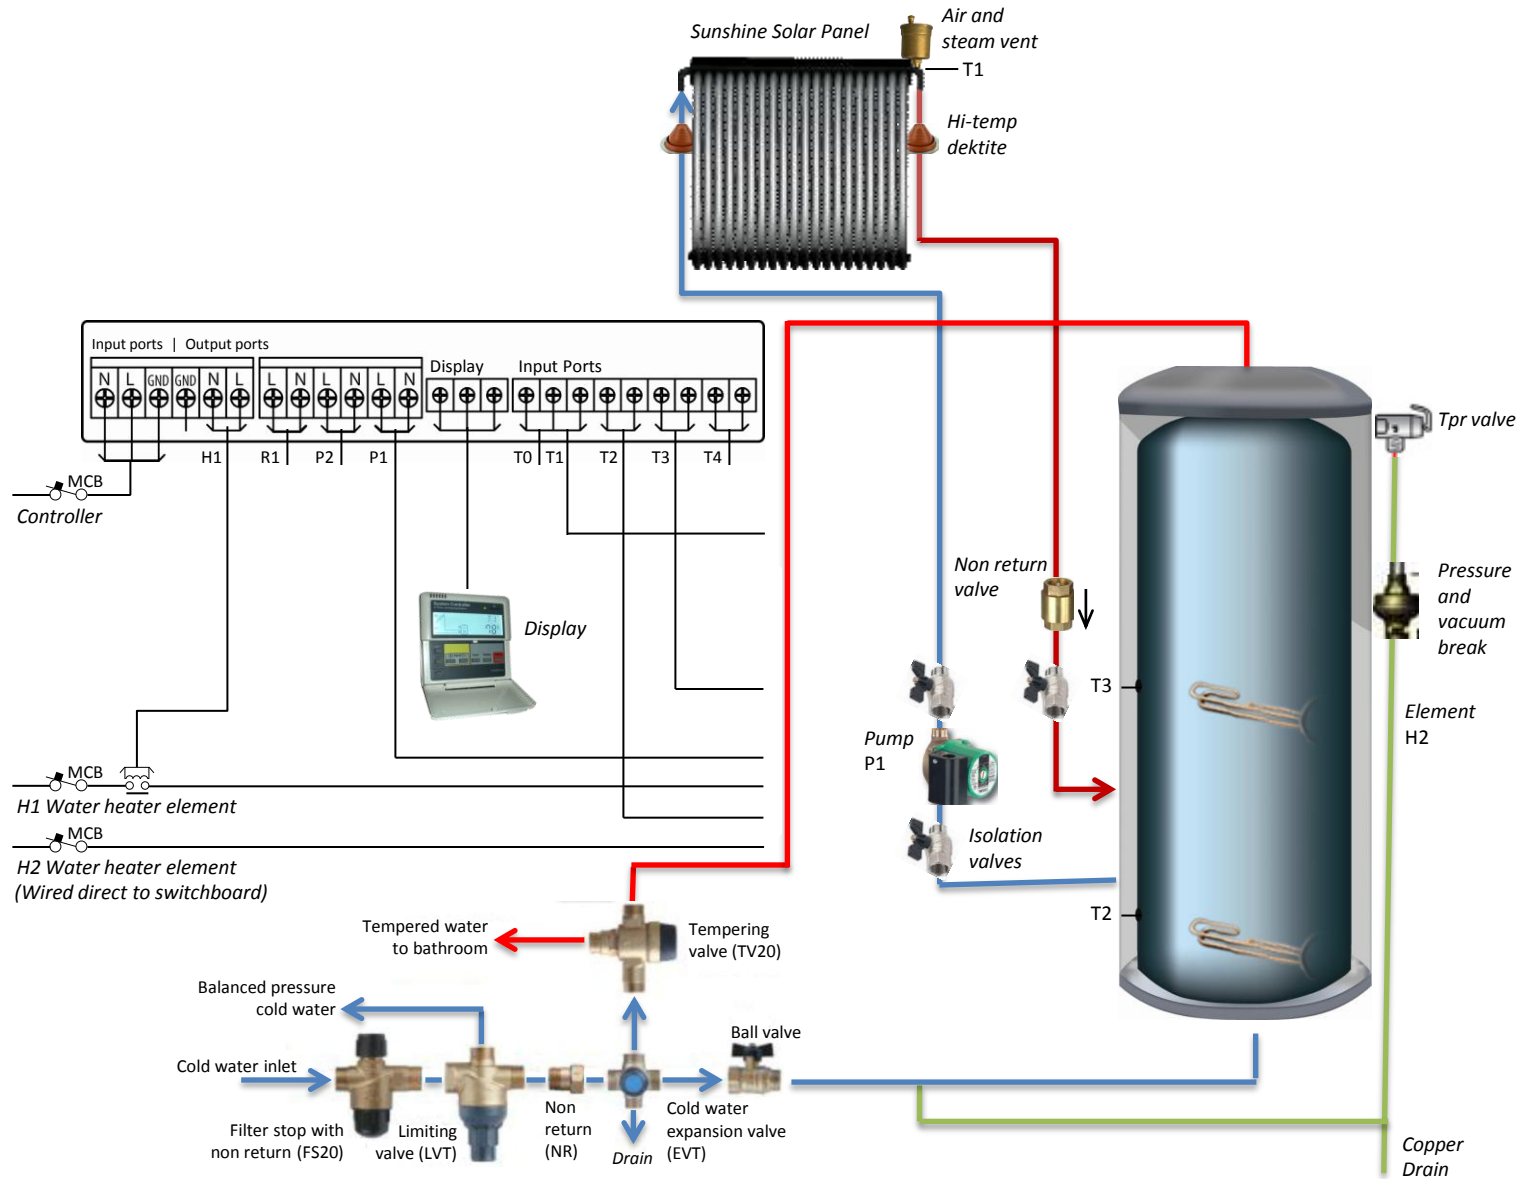 Sunshine Solar Panel
Air and
steam vent
T1
Hi-temp
dektite
Input ports | Output ports
N L GND GND N L
L N L N L N
Display
Input Ports
H1
R1
P2
P1
T0
T1
T2
T3
T4
MCB
Controller
Display
Non return
valve
Tpr valve
Pressure
and
vacuum
break
T3
Element
H2
Pump
P1
MCB
H1 Water heater element
MCB
H2 Water heater element
(Wired direct to switchboard)
Isolation
valves
T2
Tempered water
to bathroom
Tempering
valve (TV20)
Balanced pressure
cold water
Ball valve
Cold water inlet
Filter stop with
non return (FS20)
Limiting
valve (LVT)
Non
return
(NR)
Drain
Cold water
expansion valve
(EVT)
Copper
Drain